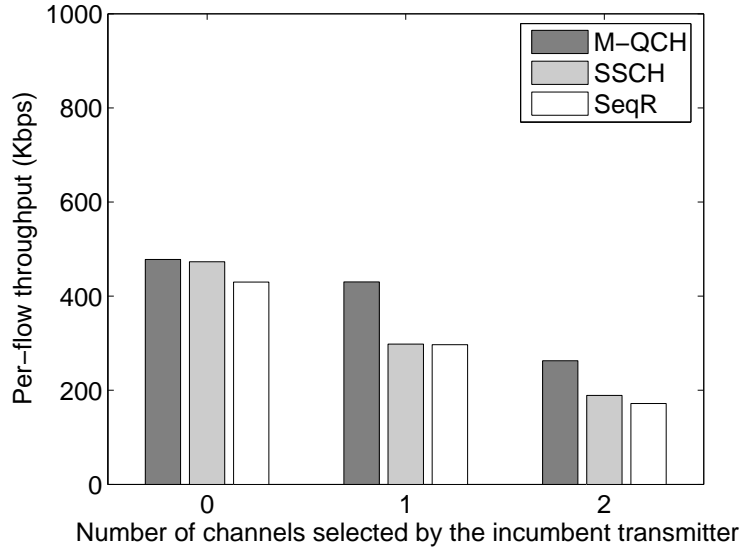 1000
800
600
400
200
0
Per-flow throughput (Kbps)
M-QCH
SSCH
SeqR
0 1 2
Number of channels selected by the incumbent transmitter